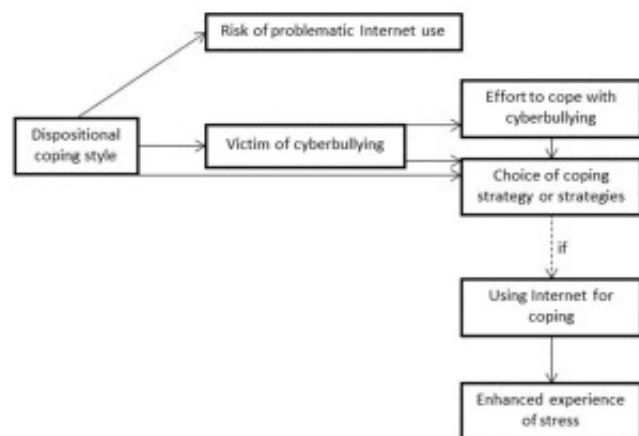 Risk of problematic Internet use
Effort to cope with
cyberbullying
Dispositional
coping style
Victim of cyberbullying
Choice of coping
strategy or strategies
if
Using Internet for
coping
Enhanced experience
of stress